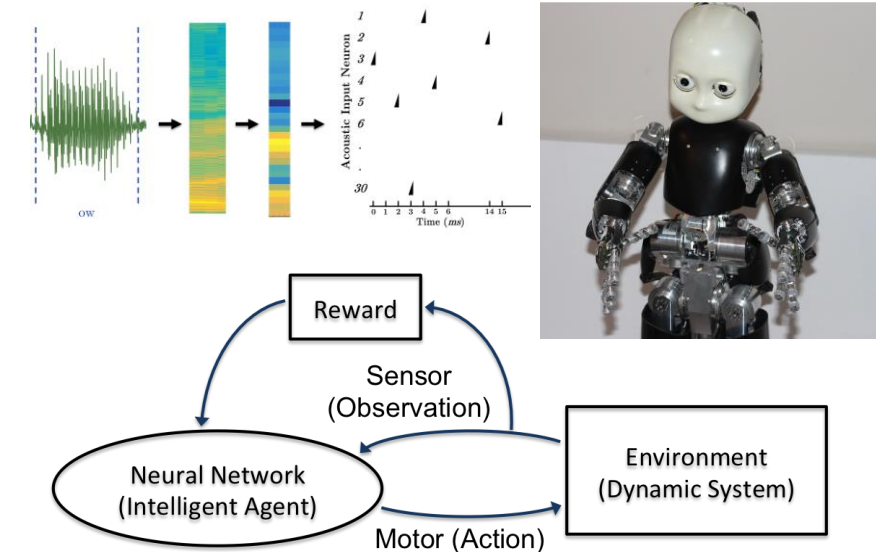 OW
Acoustic Input Neuron
1
2
3
4
5
6
.
.
30
0 1 2 3 4 5 6 14 15
Time (ms)
Reward
Sensor
(Observation)
Neural Network
(Intelligent Agent)
Environment
(Dynamic System)
Motor (Action)